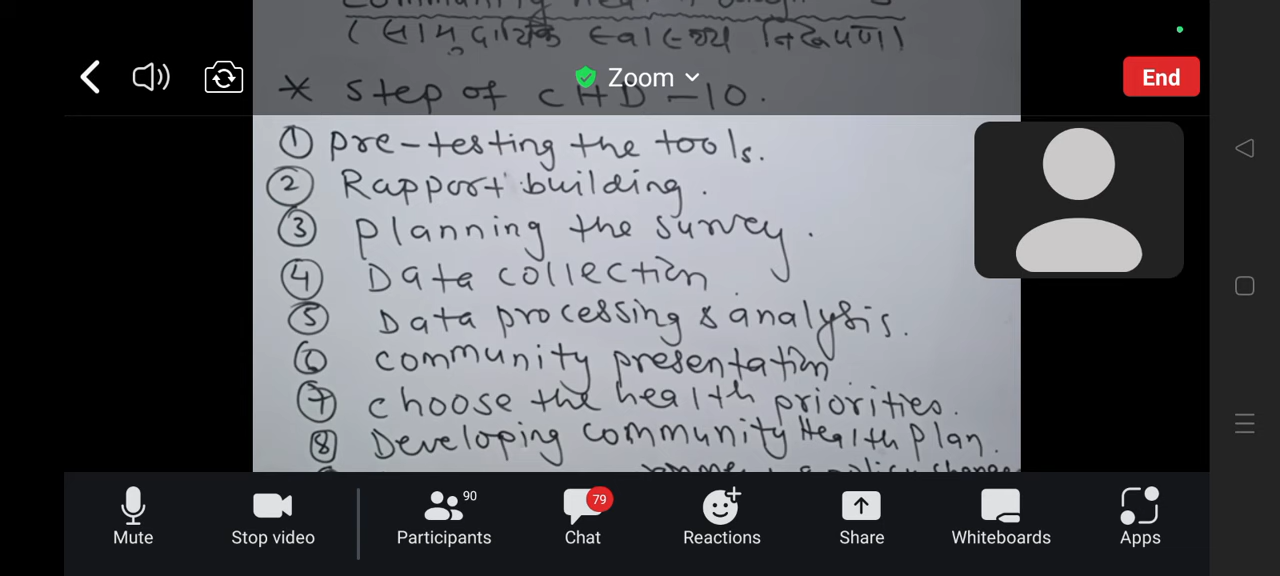 (सामुदायिक स्वास्थ्य निरूपण)
Zoom
End
* Step of CHD - 10.
① Pre-testing the tools.
② Rapport building.
③ Planning the survey.
④ Data collection
⑤ Data processing & analysis.
⑥ community presentation
⑦ choose the health priorities.
⑧ Developing community Health Plan.
90
79
Mute
Stop video
Participants
Chat
Reactions
Share
Whiteboards
Apps